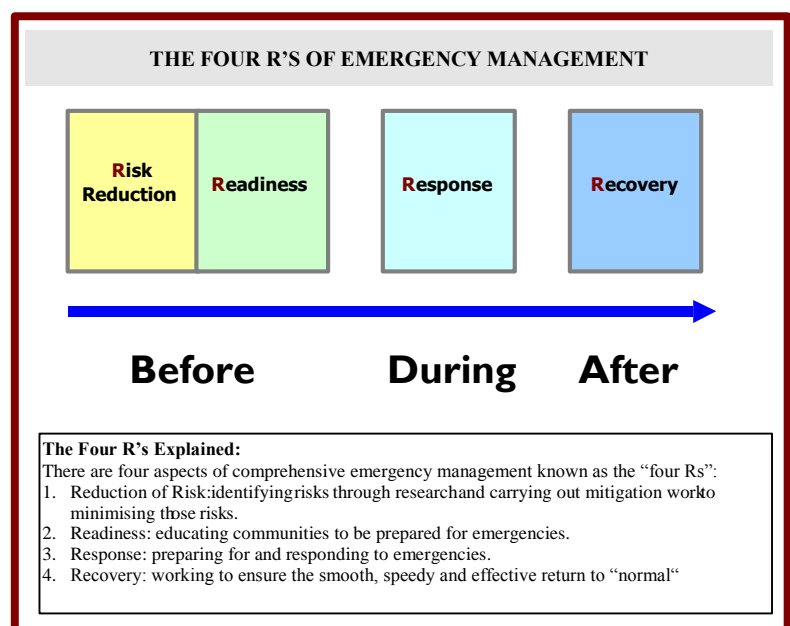 THE FOUR R'S OF EMERGENCY MANAGEMENT
Risk
Reduction
Readiness
Response
Recovery
Before
During
After
The Four R's Explained:
There are four aspects of comprehensive emergency management known as the “four Rs”:
1. Reduction of Risk:identifyingrisks through researchand carrying out mitigation workto
minimising those risks.
2. Readiness: educating communities to be prepared for emergencies.
3. Response: preparing for and responding to emergencies.
4. Recovery: working to ensure the smooth, speedy and effective return to “normal“